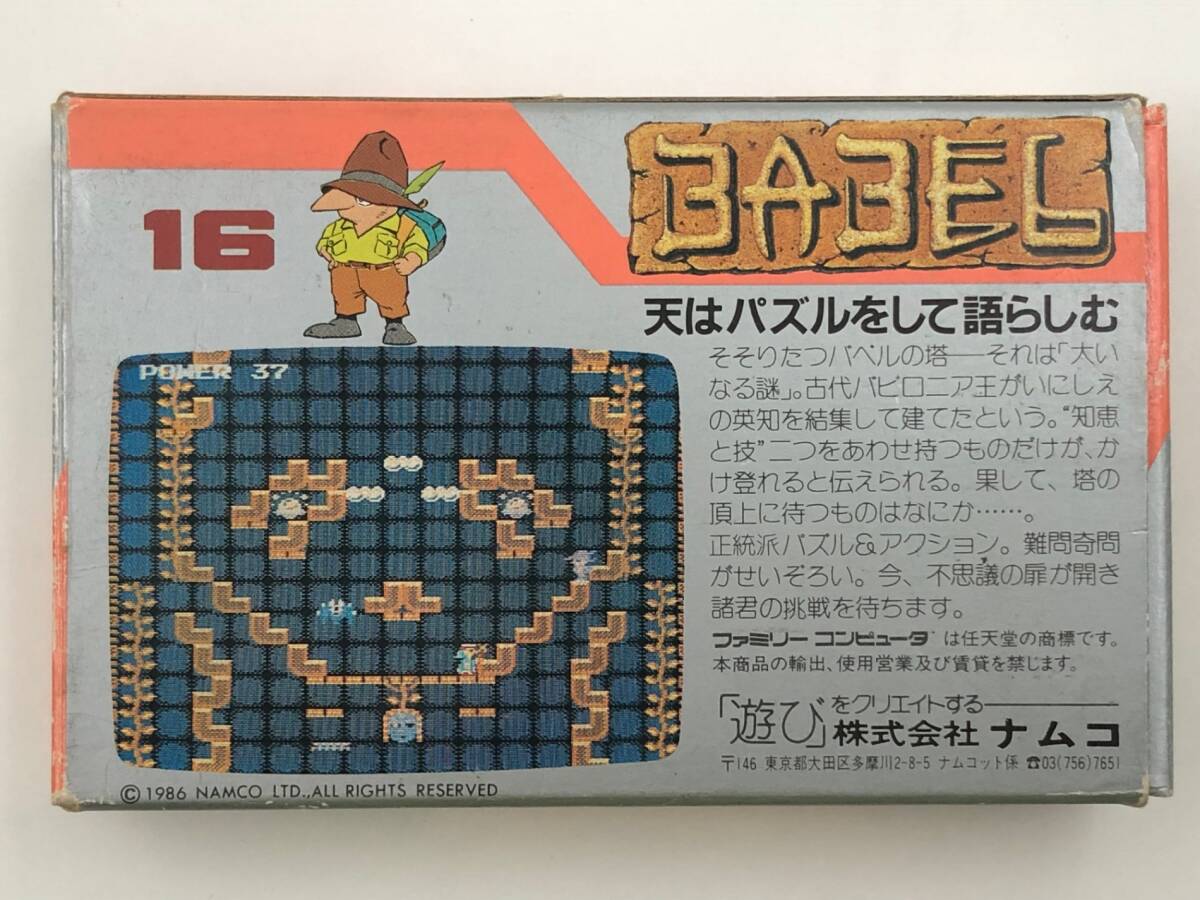 16
BABEL
天はパズルをして語らしむ
そそりたつバベルの塔──それは「大い
なる謎」。古代バビロニア王がいにしえ
の英知を結集して建てたという。“知恵
と技”二つをあわせ持つものだけが、か
け登れると伝えられる。果して、塔の
頂上に待つものはなにか……。
正統派パズル&アクション。難問奇問
がせいぞろい。今、不思議の扉が開き
諸君の挑戦を待ちます。
ファミリーコンピュータは任天堂の商標です。
本商品の輸出、使用営業及び賃貸を禁じます。
「遊び」をクリエイトする──
株式会社 ナムコ
〒146 東京都大田区多摩川2-8-5 ナムコット係 ☎03(756)7651
POWER 37
©1986 NAMCO LTD.,ALL RIGHTS RESERVED